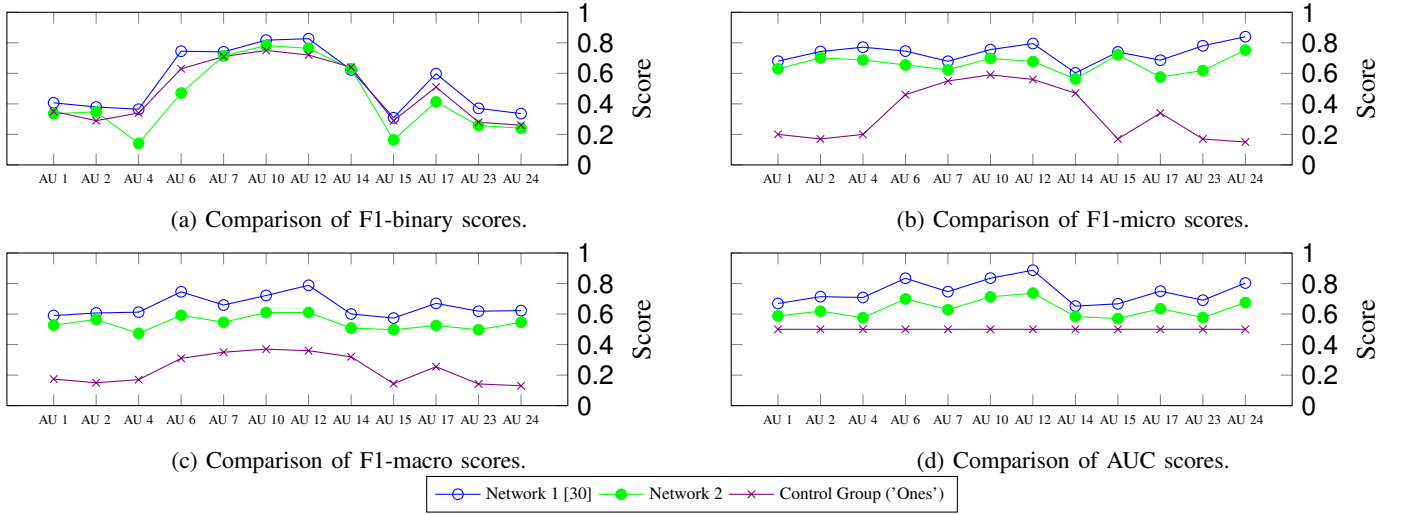 1
0.8
0.6
0.4
0.2
0
Score
AU 1 AU 2 AU 4 AU 6 AU 7 AU 10 AU 12 AU 14 AU 15 AU 17 AU 23 AU 24
(a) Comparison of F1-binary scores.
1
0.8
0.6
0.4
0.2
0
Score
AU 1 AU 2 AU 4 AU 6 AU 7 AU 10 AU 12 AU 14 AU 15 AU 17 AU 23 AU 24
(b) Comparison of F1-micro scores.
1
0.8
0.6
0.4
0.2
0
Score
AU 1 AU 2 AU 4 AU 6 AU 7 AU 10 AU 12 AU 14 AU 15 AU 17 AU 23 AU 24
(c) Comparison of F1-macro scores.
1
0.8
0.6
0.4
0.2
0
Score
AU 1 AU 2 AU 4 AU 6 AU 7 AU 10 AU 12 AU 14 AU 15 AU 17 AU 23 AU 24
(d) Comparison of AUC scores.
Network 1 [30] Network 2 Control Group ('Ones')